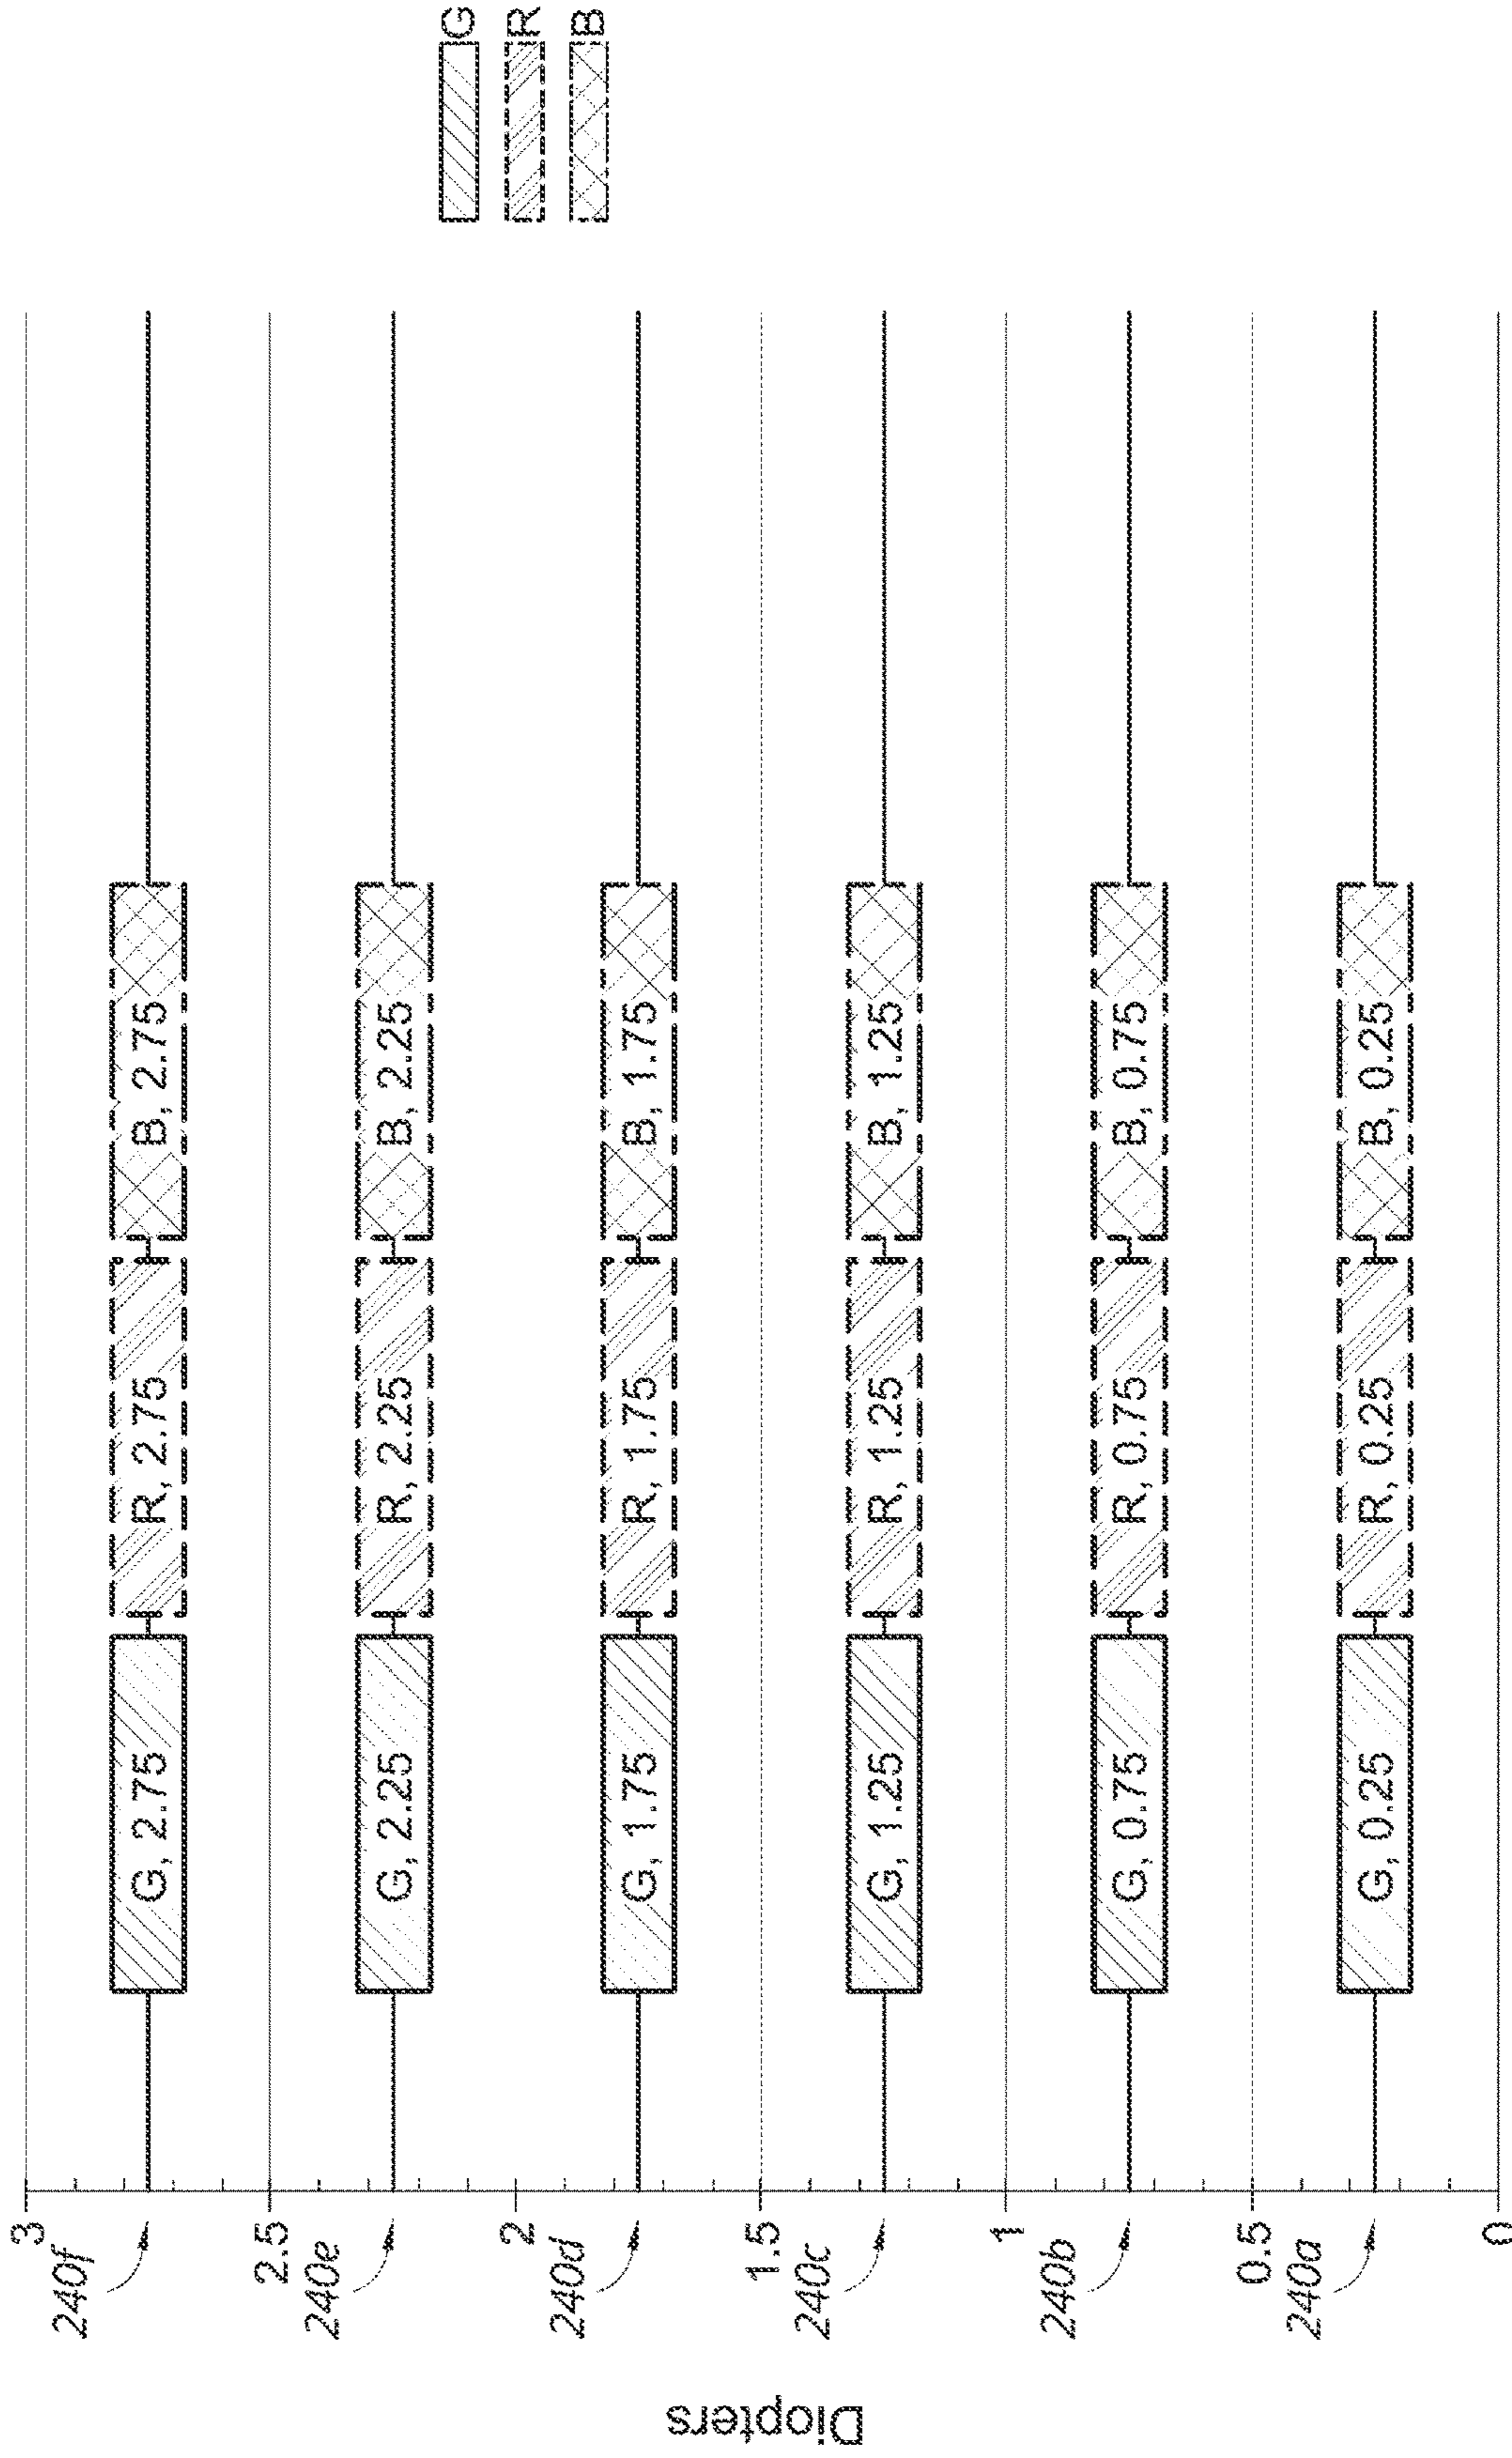 3
240f
G, 2.75
R, 2.75
B, 2.75
2.5
240e
G, 2.25
R, 2.25
B, 2.25
2
240d
G, 1.75
R, 1.75
B, 1.75
1.5
240c
G, 1.25
R, 1.25
B, 1.25
1
240b
G, 0.75
R, 0.75
B, 0.75
0.5
240a
G, 0.25
R, 0.25
B, 0.25
0
Diopters
G
R
B